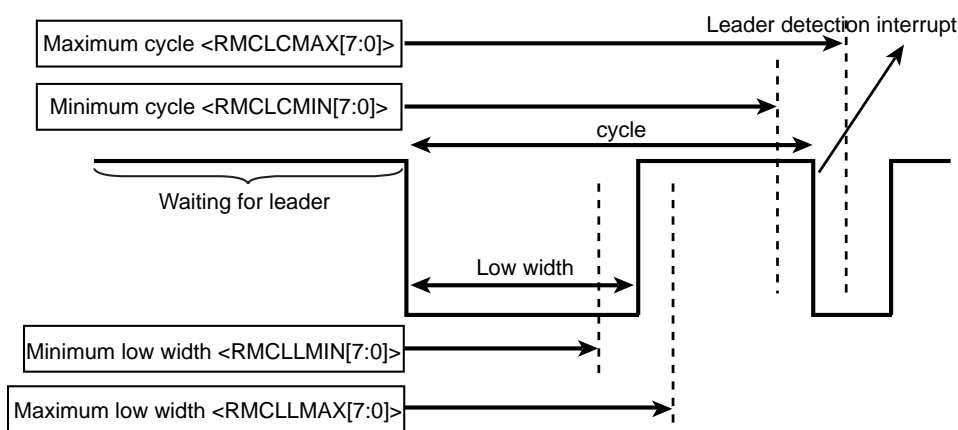 Leader detection interrupt
Maximum cycle <RMCLCMAX[7:0]>
Minimum cycle <RMCLCMIN[7:0]>
cycle
Waiting for leader
Low width
Minimum low width <RMCLLMIN[7:0]>
Maximum low width <RMCLLMAX[7:0]>